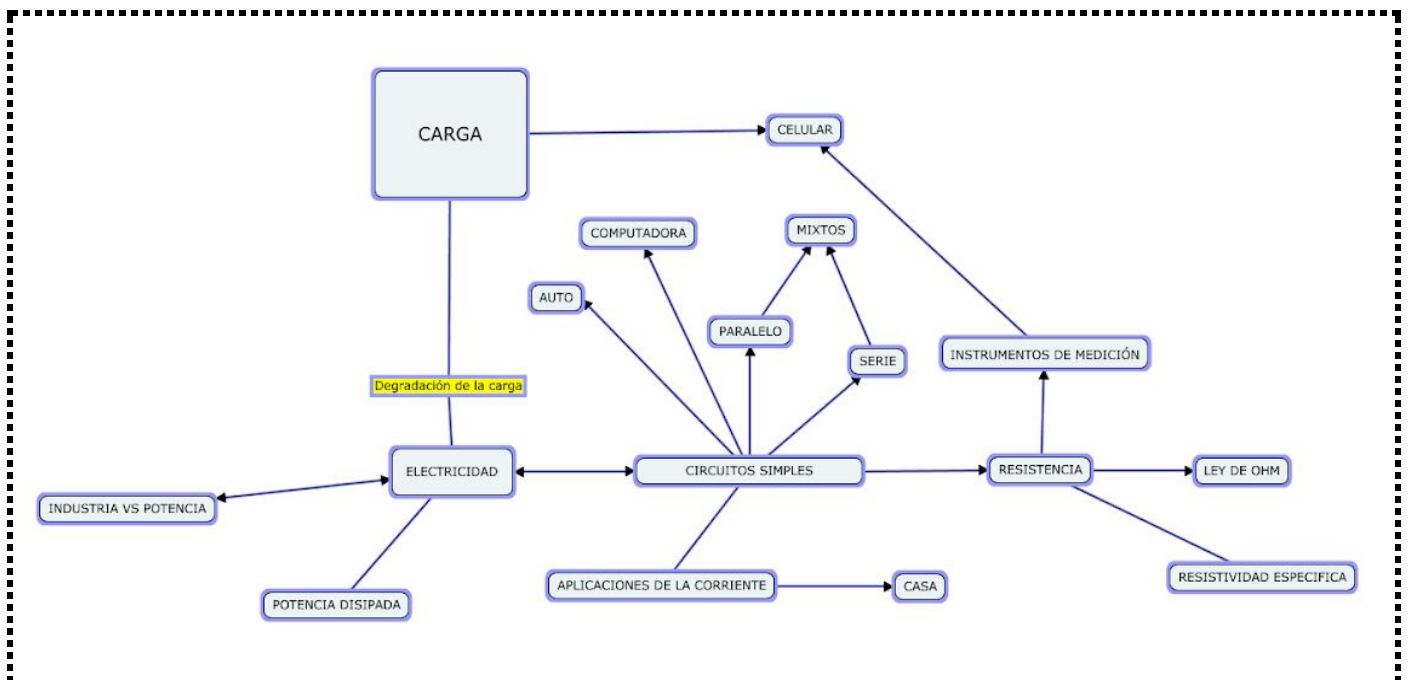 CARGA
CELULAR
COMPUTADORA
MIXTOS
AUTO
PARALELO
SERIE
INSTRUMENTOS DE MEDICIÓN
Degradación de la carga
ELECTRICIDAD
CIRCUITOS SIMPLES
RESISTENCIA
LEY DE OHM
INDUSTRIA VS POTENCIA
POTENCIA DISIPADA
APLICACIONES DE LA CORRIENTE
CASA
RESISTIVIDAD ESPECIFICA